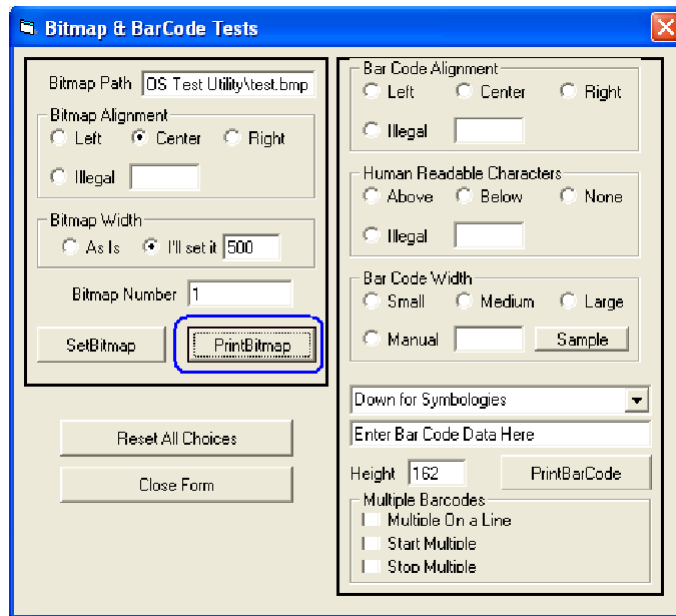 Bitmap & BarCode Tests
Bitmap Path OS Test Utility\test.bmp
Bitmap Alignment
Left Center Right
Illegal
Bitmap Width
As Is I'll set it 500
Bitmap Number 1
SetBitmap PrintBitmap
Reset All Choices
Close Form
Bar Code Alignment
Left Center Right
Illegal
Human Readable Characters
Above Below None
Illegal
Bar Code Width
Small Medium Large
Manual Sample
Down for Symbologies
Enter Bar Code Data Here
Height 162 PrintBarCode
Multiple Barcodes
Multiple On a Line
Start Multiple
Stop Multiple